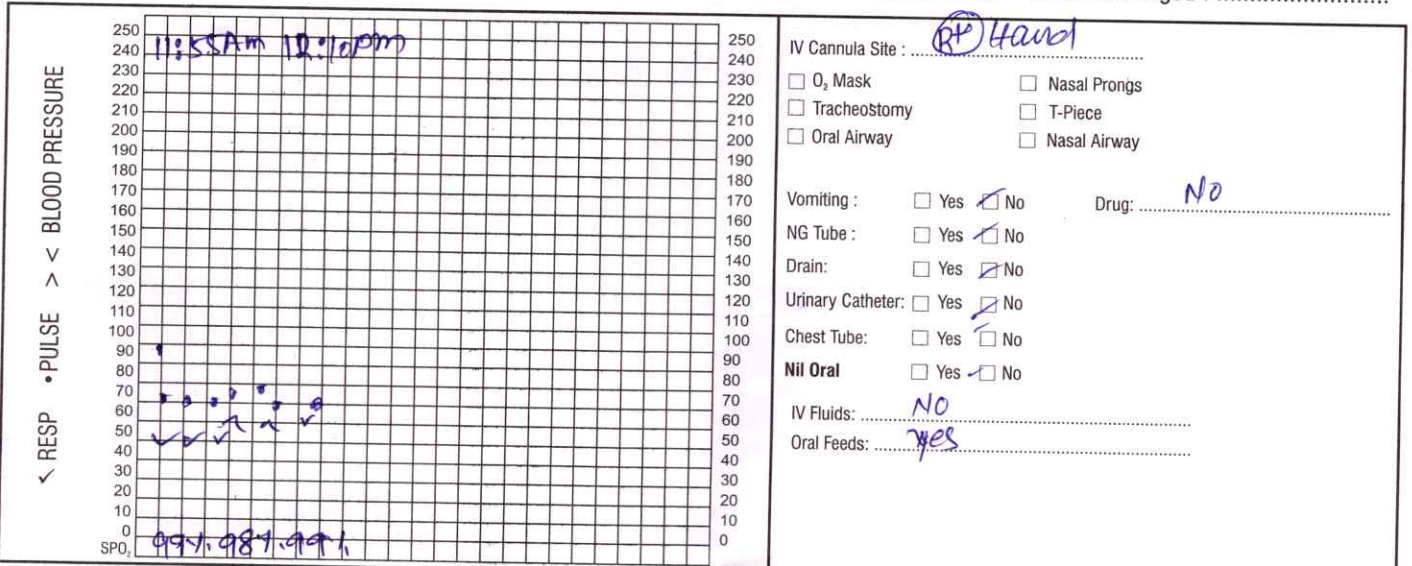 250 250
240 11:55Am 12:10pm 240
230 230
220 220
210 210
200 200
190 190
180 180
170 170
160 160
150 150
140 140
130 130
120 120
110 110
100 100
90 90
80 80
70 70
60 60
50 50
40 40
30 30
20 20
10 10
0 0
SPO₂ 99%. 98%. 99%.
< RESP • PULSE > < BLOOD PRESSURE
IV Cannula Site : Rt Hand
☐ O₂ Mask ☐ Nasal Prongs
☐ Tracheostomy ☐ T-Piece
☐ Oral Airway ☐ Nasal Airway
Vomiting : ☐ Yes ☑ No Drug: No
NG Tube : ☐ Yes ☑ No
Drain: ☐ Yes ☑ No
Urinary Catheter: ☐ Yes ☑ No
Chest Tube: ☐ Yes ☑ No
Nil Oral ☐ Yes ☑ No
IV Fluids: NO
Oral Feeds: yes